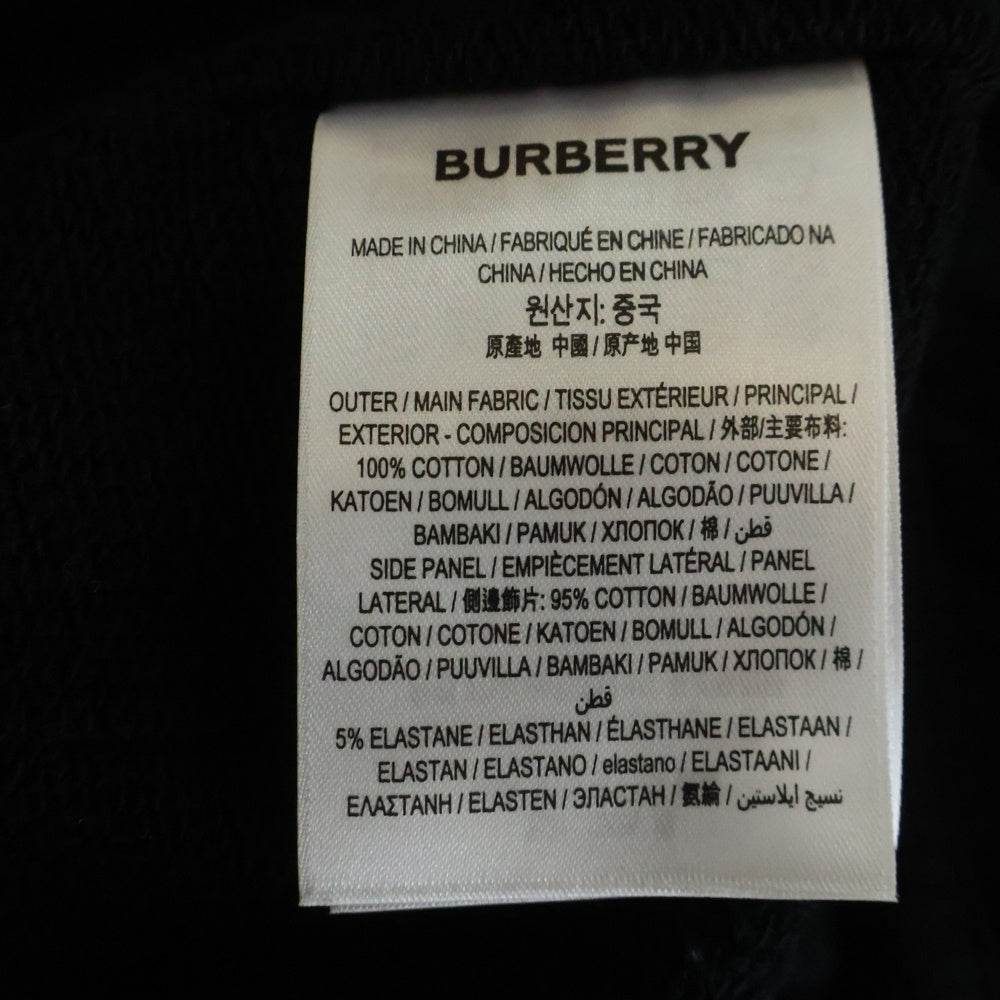 BURBERRY
MADE IN CHINA / FABRIQUÉ EN CHINE / FABRICADO NA
CHINA / HECHO EN CHINA
원산지: 중국
原產地 中國 / 原产地 中国
OUTER / MAIN FABRIC / TISSU EXTÉRIEUR / PRINCIPAL /
EXTERIOR - COMPOSICION PRINCIPAL / 外部/主要布料:
100% COTTON / BAUMWOLLE / COTON / COTONE /
KATOEN / BOMULL / ALGODÓN / ALGODÃO / PUUVILLA /
BAMBAKI / PAMUK / ХЛОПОК / 棉 / قطن
SIDE PANEL / EMPIÈCEMENT LATÉRAL / PANEL
LATERAL / 側邊飾片: 95% COTTON / BAUMWOLLE /
COTON / COTONE / KATOEN / BOMULL / ALGODÓN /
ALGODÃO / PUUVILLA / BAMBAKI / PAMUK / ХЛОПОК / 棉 /
قطن
5% ELASTANE / ELASTHAN / ÉLASTHANE / ELASTAAN /
ELASTAN / ELASTANO / elastano / ELASTAANI /
ΕΛΑΣΤΑΝΗ / ELASTEN / ЭЛАСТАН / 氨綸 / نسيج ايلاستين